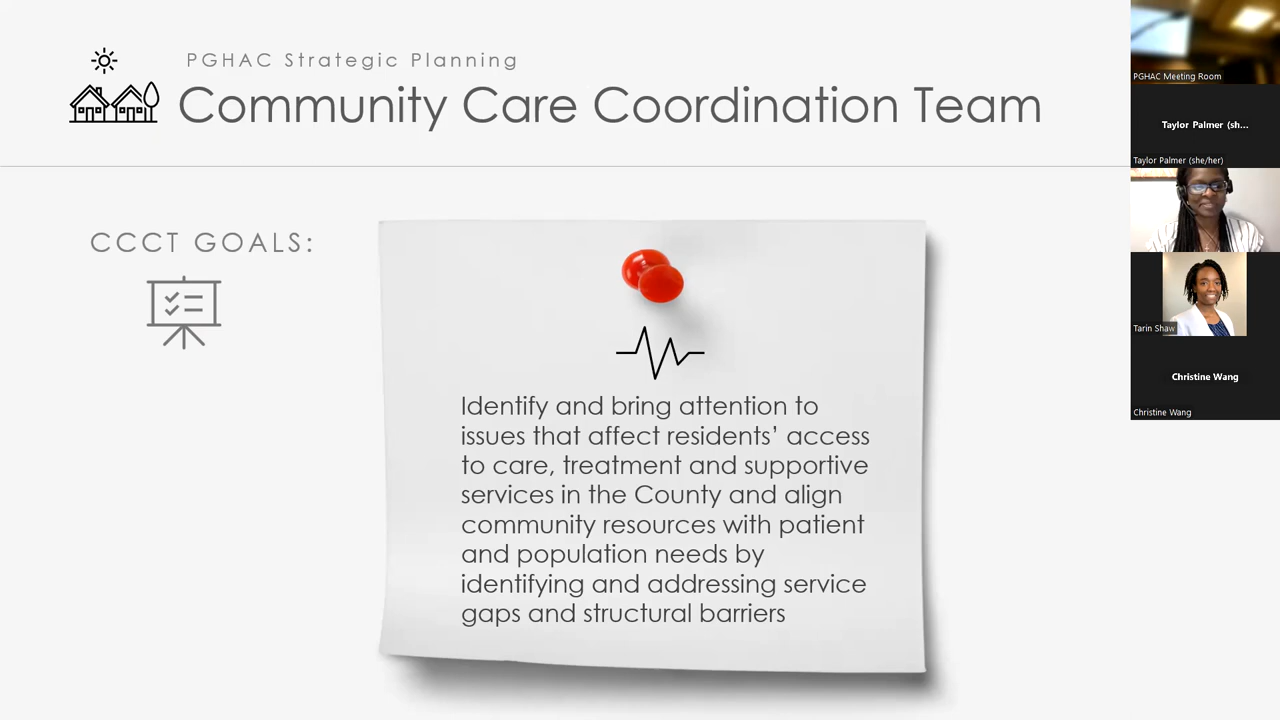 PGHAC Strategic Planning
Community Care Coordination Team
CCCT GOALS:
Identify and bring attention to
issues that affect residents’ access
to care, treatment and supportive
services in the County and align
community resources with patient
and population needs by
identifying and addressing service
gaps and structural barriers
PGHAC Meeting Room
Taylor Palmer (sh...
Taylor Palmer (she/her)
Tarin Shaw
Christine Wang
Christine Wang